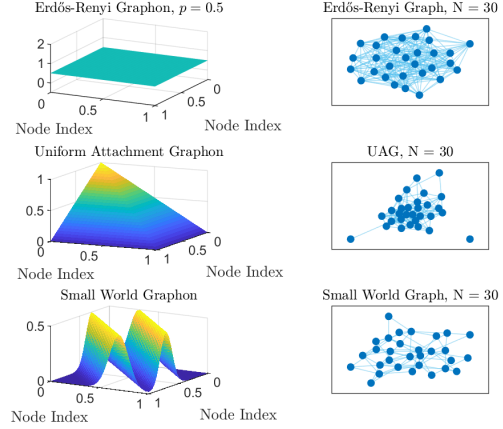 Erdős-Renyi Graphon, p = 0.5
2
1
0
0
0.5
1
1
0.5
0
Node Index
Node Index
Erdős-Renyi Graph, N = 30
Uniform Attachment Graphon
1
0.5
0
0
0.5
1
1
0.5
0
Node Index
Node Index
UAG, N = 30
Small World Graphon
0.5
0
0
0.5
1
1
0.5
0
Node Index
Node Index
Small World Graph, N = 30